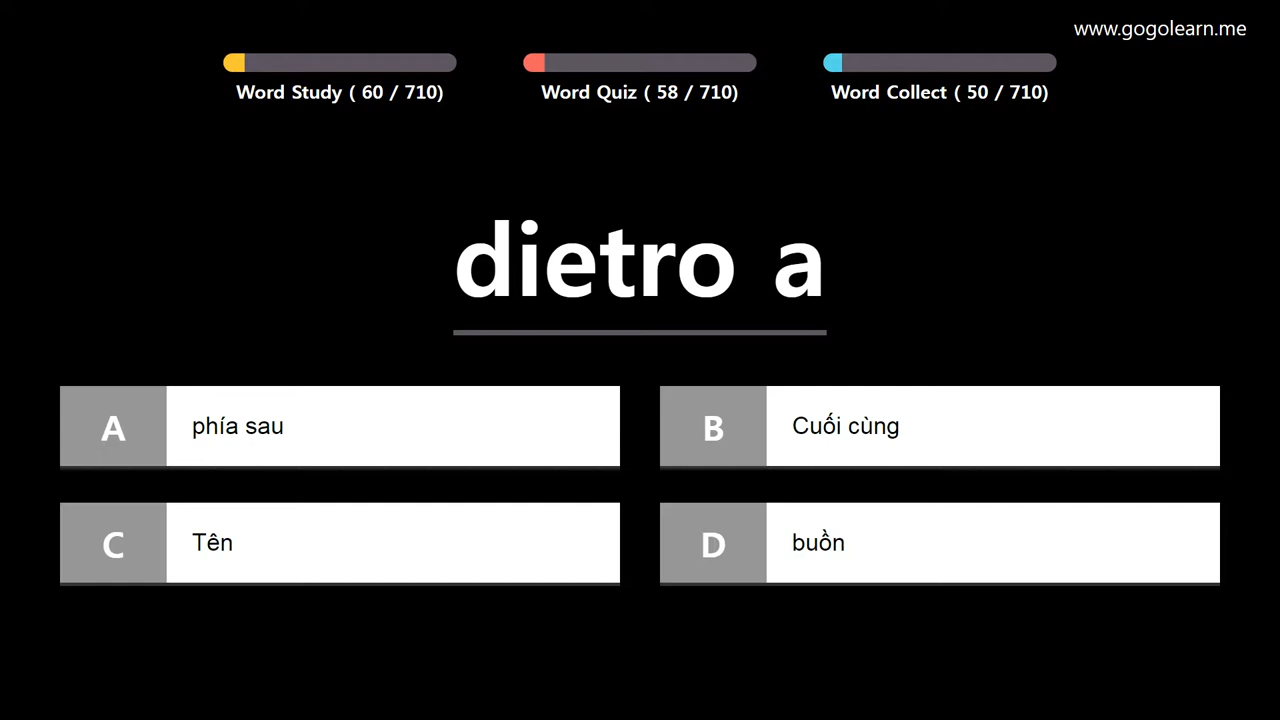 www.gogolearn.me
Word Study ( 60 / 710)
Word Quiz ( 58 / 710)
Word Collect ( 50 / 710)
dietro a
A phía sau
B Cuối cùng
C Tên
D buồn